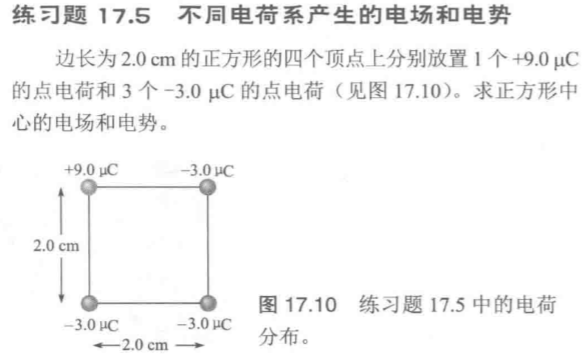 练习题 17.5 不同电荷系产生的电场和电势
边长为 2.0 cm 的正方形的四个顶点上分别放置 1 个 +9.0 μC
的点电荷和 3 个 -3.0 μC 的点电荷（见图 17.10）。求正方形中
心的电场和电势。
+9.0 μC
-3.0 μC
2.0 cm
-3.0 μC
-3.0 μC
2.0 cm
图 17.10 练习题 17.5 中的电荷
分布。